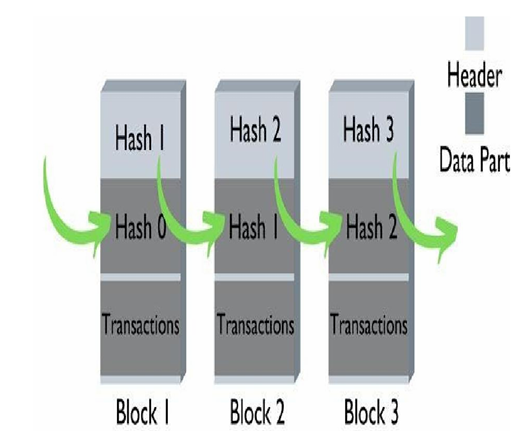 Header
Data Part
Hash 1
Hash 2
Hash 3
Hash 0
Hash 1
Hash 2
Transactions
Transactions
Transactions
Block 1
Block 2
Block 3